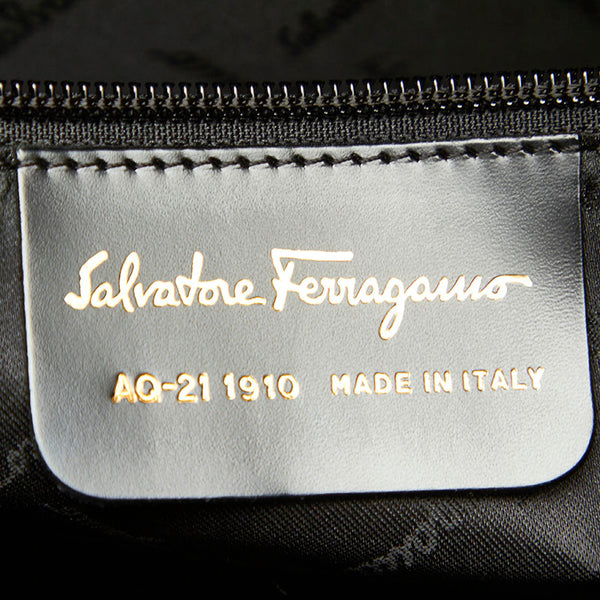 Salvatore Ferragamo
AQ-21 1910 MADE IN ITALY